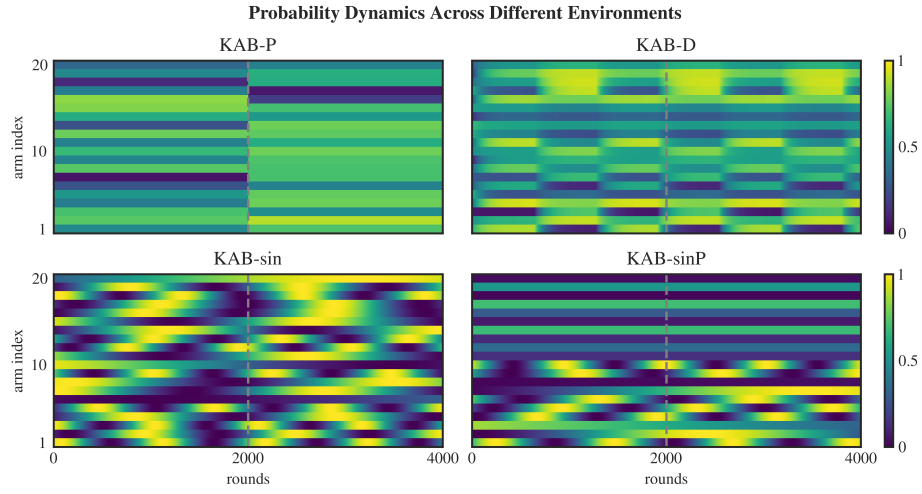 Probability Dynamics Across Different Environments
KAB-P
KAB-D
20
10
1
arm index
1
0.5
0
KAB-sin
KAB-sinP
20
10
1
arm index
1
0.5
0
0
2000
4000
0
2000
4000
rounds
rounds